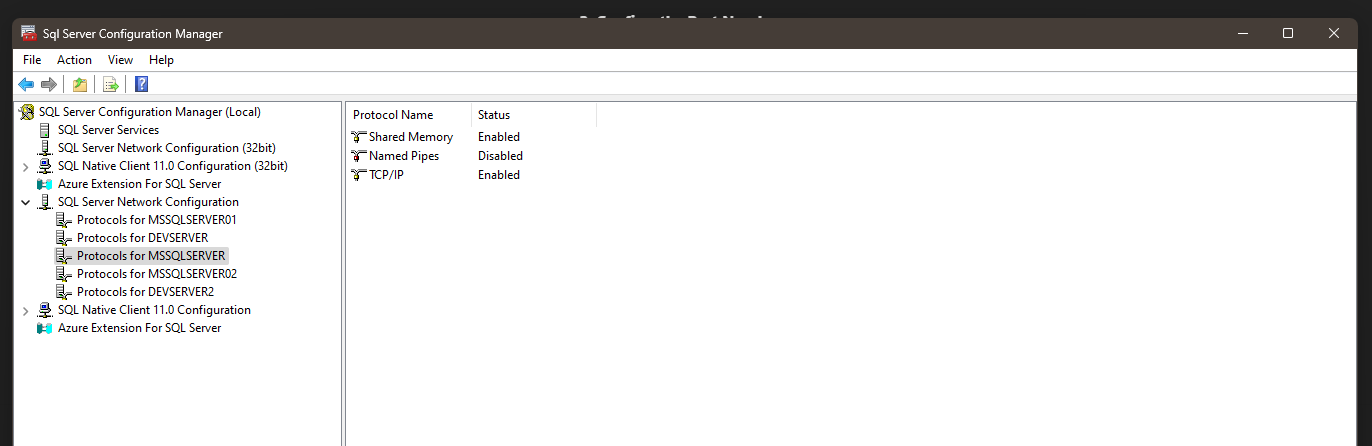 Sql Server Configuration Manager
File Action View Help
SQL Server Configuration Manager (Local)
SQL Server Services
SQL Server Network Configuration (32bit)
SQL Native Client 11.0 Configuration (32bit)
Azure Extension For SQL Server
SQL Server Network Configuration
Protocols for MSSQLSERVER01
Protocols for DEVSERVER
Protocols for MSSQLSERVER
Protocols for MSSQLSERVER02
Protocols for DEVSERVER2
SQL Native Client 11.0 Configuration
Azure Extension For SQL Server
Protocol Name Status
Shared Memory Enabled
Named Pipes Disabled
TCP/IP Enabled